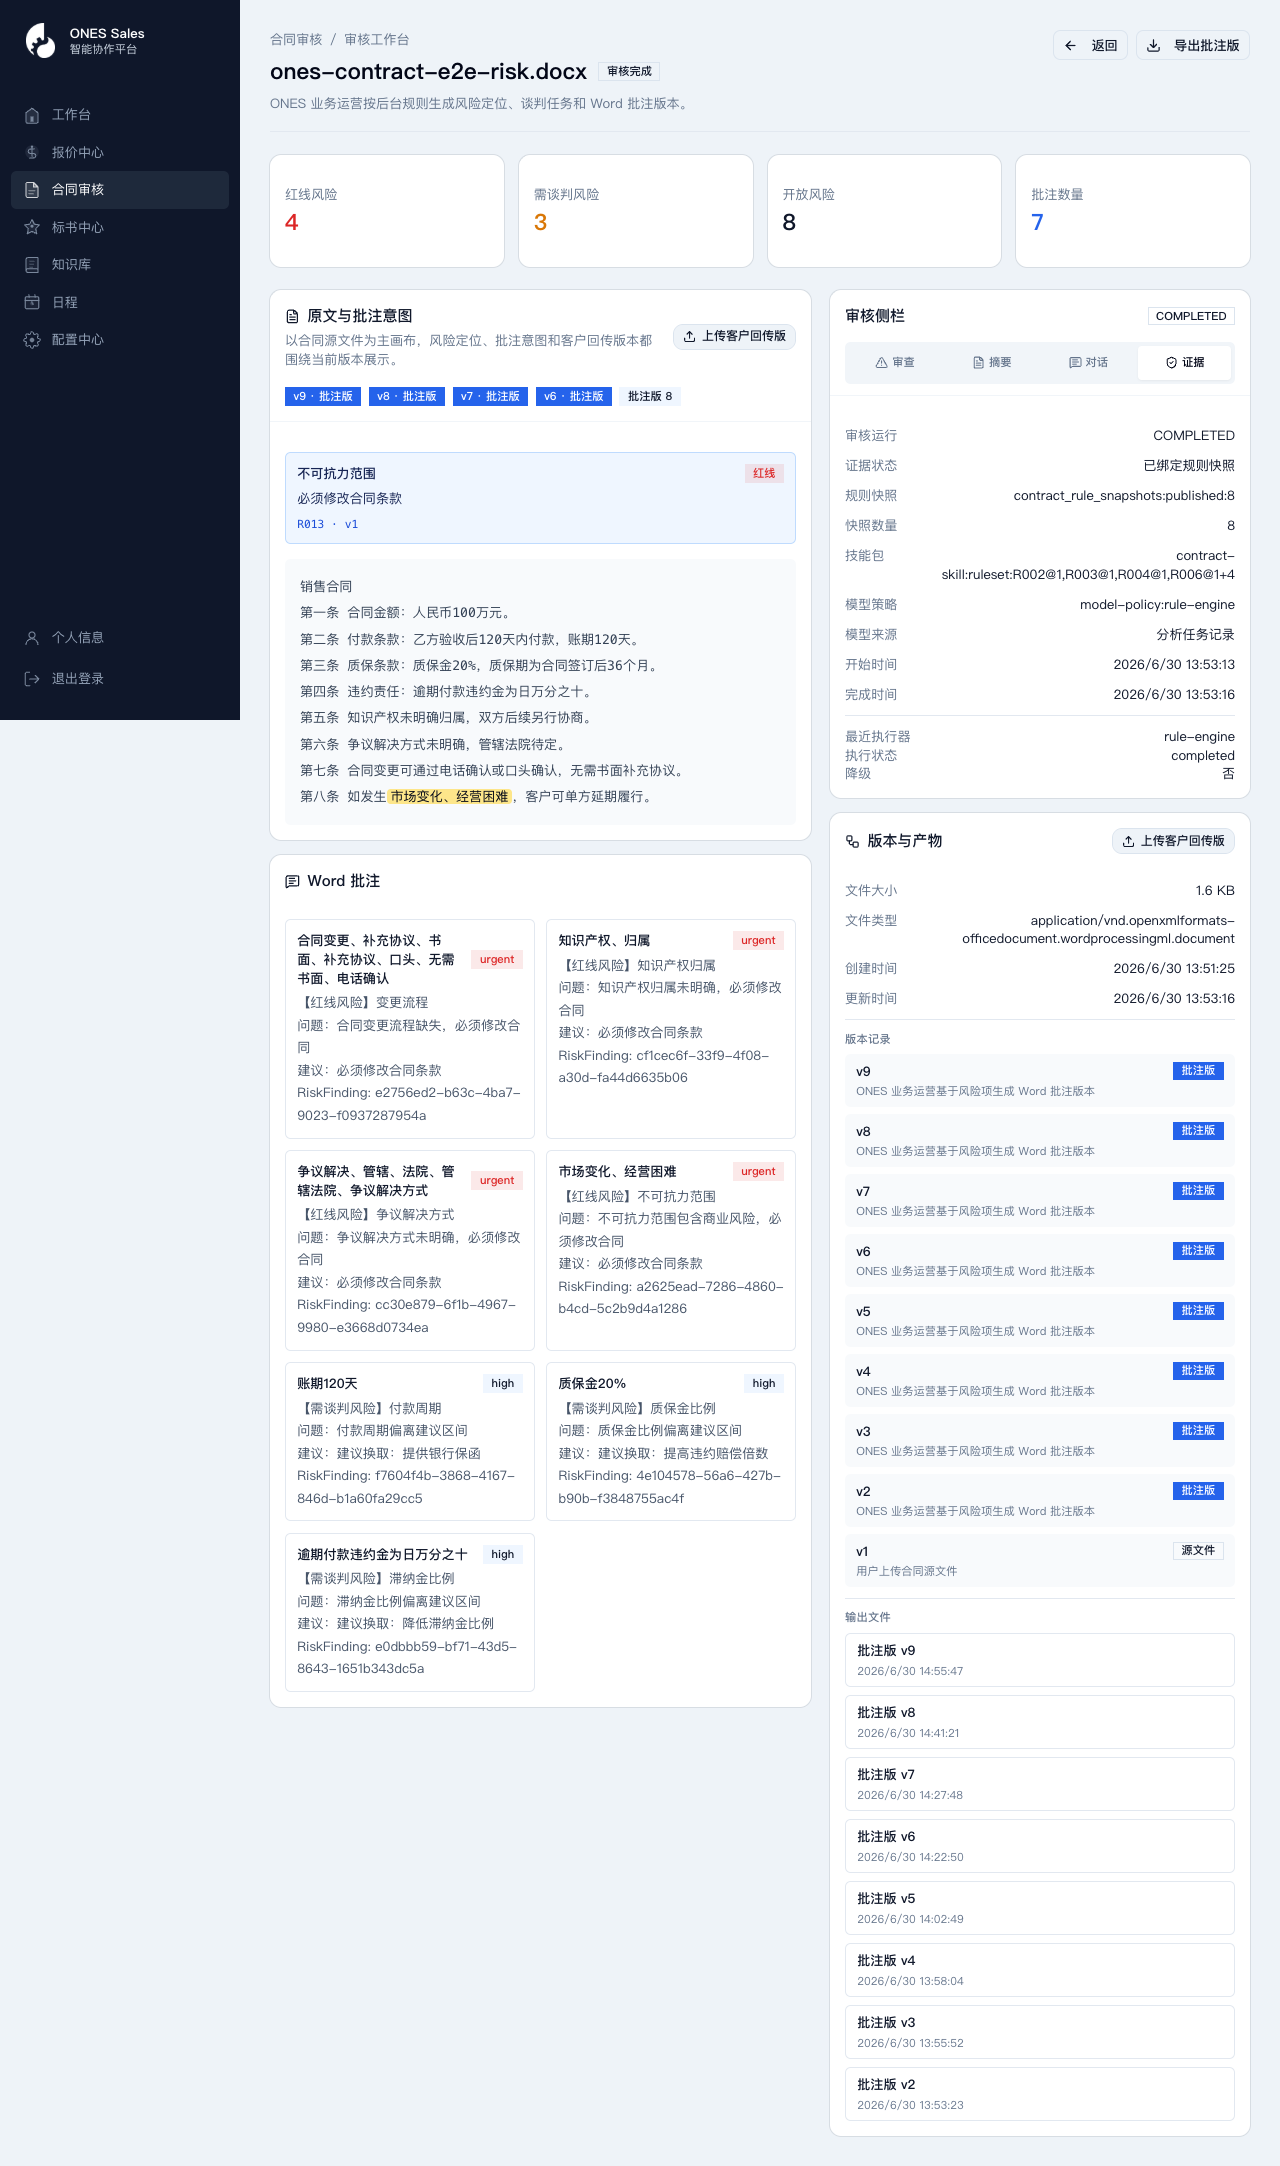 ONES Sales
智能协作平台
工作台
报价中心
合同审核
标书中心
知识库
日程
配置中心
个人信息
退出登录
合同审核 / 审核工作台
返回
导出批注版
ones-contract-e2e-risk.docx
审核完成
ONES 业务运营按后台规则生成风险定位、谈判任务和 Word 批注版本。
红线风险
4
需谈判风险
3
开放风险
8
批注数量
7
原文与批注意图
以合同源文件为主画布，风险定位、批注意图和客户回传版本都
围绕当前版本展示。
上传客户回传版
v9 · 批注版
v8 · 批注版
v7 · 批注版
v6 · 批注版
批注版 8
不可抗力范围
红线
必须修改合同条款
R013 · v1
销售合同
第一条 合同金额：人民币100万元。
第二条 付款条款：乙方验收后120天内付款，账期120天。
第三条 质保条款：质保金20%，质保期为合同签订后36个月。
第四条 违约责任：逾期付款违约金为日万分之十。
第五条 知识产权未明确归属，双方后续另行协商。
第六条 争议解决方式未明确，管辖法院待定。
第七条 合同变更可通过电话确认或口头确认，无需书面补充协议。
第八条 如发生市场变化、经营困难，客户可单方延期履行。
Word 批注
合同变更、补充协议、书
面、补充协议、口头、无需
书面、电话确认
urgent
【红线风险】变更流程
问题：合同变更流程缺失，必须修改合
同
建议：必须修改合同条款
RiskFinding: e2756ed2-b63c-4ba7-
9023-f0937287954a
知识产权、归属
urgent
【红线风险】知识产权归属
问题：知识产权归属未明确，必须修改
合同
建议：必须修改合同条款
RiskFinding: cf1cec6f-33f9-4f08-
a30d-fa44d6635b06
争议解决、管辖、法院、管
辖法院、争议解决方式
urgent
【红线风险】争议解决方式
问题：争议解决方式未明确，必须修改
合同
建议：必须修改合同条款
RiskFinding: cc30e879-6f1b-4967-
9980-e3668d0734ea
市场变化、经营困难
urgent
【红线风险】不可抗力范围
问题：不可抗力范围包含商业风险，必
须修改合同
建议：必须修改合同条款
RiskFinding: a2625ead-7286-4860-
b4cd-5c2b9d4a1286
账期120天
high
【需谈判风险】付款周期
问题：付款周期偏离建议区间
建议：建议换取：提供银行保函
RiskFinding: f7604f4b-3868-4167-
846d-b1a60fa29cc5
质保金20%
high
【需谈判风险】质保金比例
问题：质保金比例偏离建议区间
建议：建议换取：提高违约赔偿倍数
RiskFinding: 4e104578-56a6-427b-
b90b-f3848755ac4f
逾期付款违约金为日万分之十
high
【需谈判风险】滞纳金比例
问题：滞纳金比例偏离建议区间
建议：建议换取：降低滞纳金比例
RiskFinding: e0dbbb59-bf71-43d5-
8643-1651b343dc5a
审核侧栏
COMPLETED
审查
摘要
对话
证据
审核运行
COMPLETED
证据状态
已绑定规则快照
规则快照
contract_rule_snapshots:published:8
快照数量
8
技能包
contract-
skill:ruleset:R002@1,R003@1,R004@1,R006@1+4
模型策略
model-policy:rule-engine
模型来源
分析任务记录
开始时间
2026/6/30 13:53:13
完成时间
2026/6/30 13:53:16
最近执行器
rule-engine
执行状态
completed
降级
否
版本与产物
上传客户回传版
文件大小
1.6 KB
文件类型
application/vnd.openxmlformats-
officedocument.wordprocessingml.document
创建时间
2026/6/30 13:51:25
更新时间
2026/6/30 13:53:16
版本记录
v9
批注版
ONES 业务运营基于风险项生成 Word 批注版本
v8
批注版
ONES 业务运营基于风险项生成 Word 批注版本
v7
批注版
ONES 业务运营基于风险项生成 Word 批注版本
v6
批注版
ONES 业务运营基于风险项生成 Word 批注版本
v5
批注版
ONES 业务运营基于风险项生成 Word 批注版本
v4
批注版
ONES 业务运营基于风险项生成 Word 批注版本
v3
批注版
ONES 业务运营基于风险项生成 Word 批注版本
v2
批注版
ONES 业务运营基于风险项生成 Word 批注版本
v1
源文件
用户上传合同源文件
输出文件
批注版 v9
2026/6/30 14:55:47
批注版 v8
2026/6/30 14:41:21
批注版 v7
2026/6/30 14:27:48
批注版 v6
2026/6/30 14:22:50
批注版 v5
2026/6/30 14:02:49
批注版 v4
2026/6/30 13:58:04
批注版 v3
2026/6/30 13:55:52
批注版 v2
2026/6/30 13:53:23